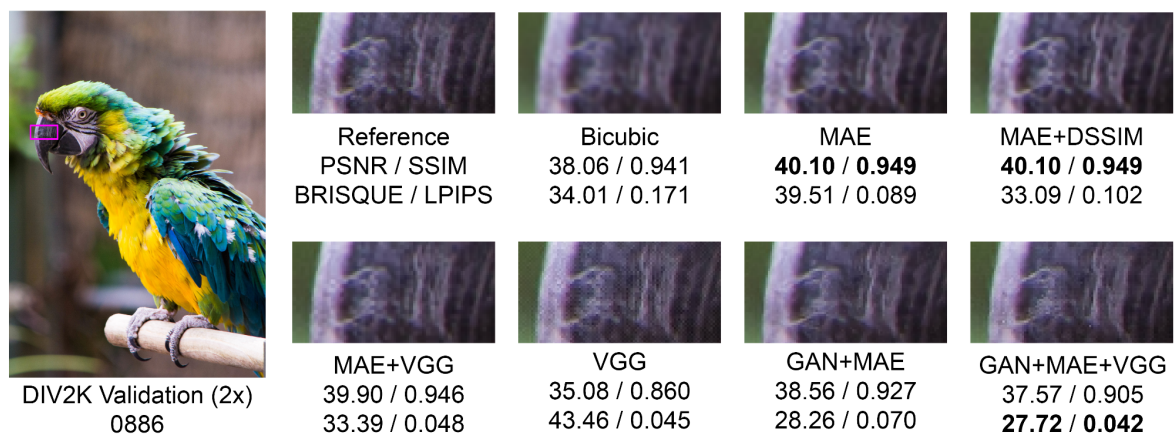 Reference
PSNR / SSIM
BRISQUE / LPIPS
Bicubic
38.06 / 0.941
34.01 / 0.171
MAE
40.10 / 0.949
39.51 / 0.089
MAE+DSSIM
40.10 / 0.949
33.09 / 0.102
DIV2K Validation (2x)
0886
MAE+VGG
39.90 / 0.946
33.39 / 0.048
VGG
35.08 / 0.860
43.46 / 0.045
GAN+MAE
38.56 / 0.927
28.26 / 0.070
GAN+MAE+VGG
37.57 / 0.905
27.72 / 0.042